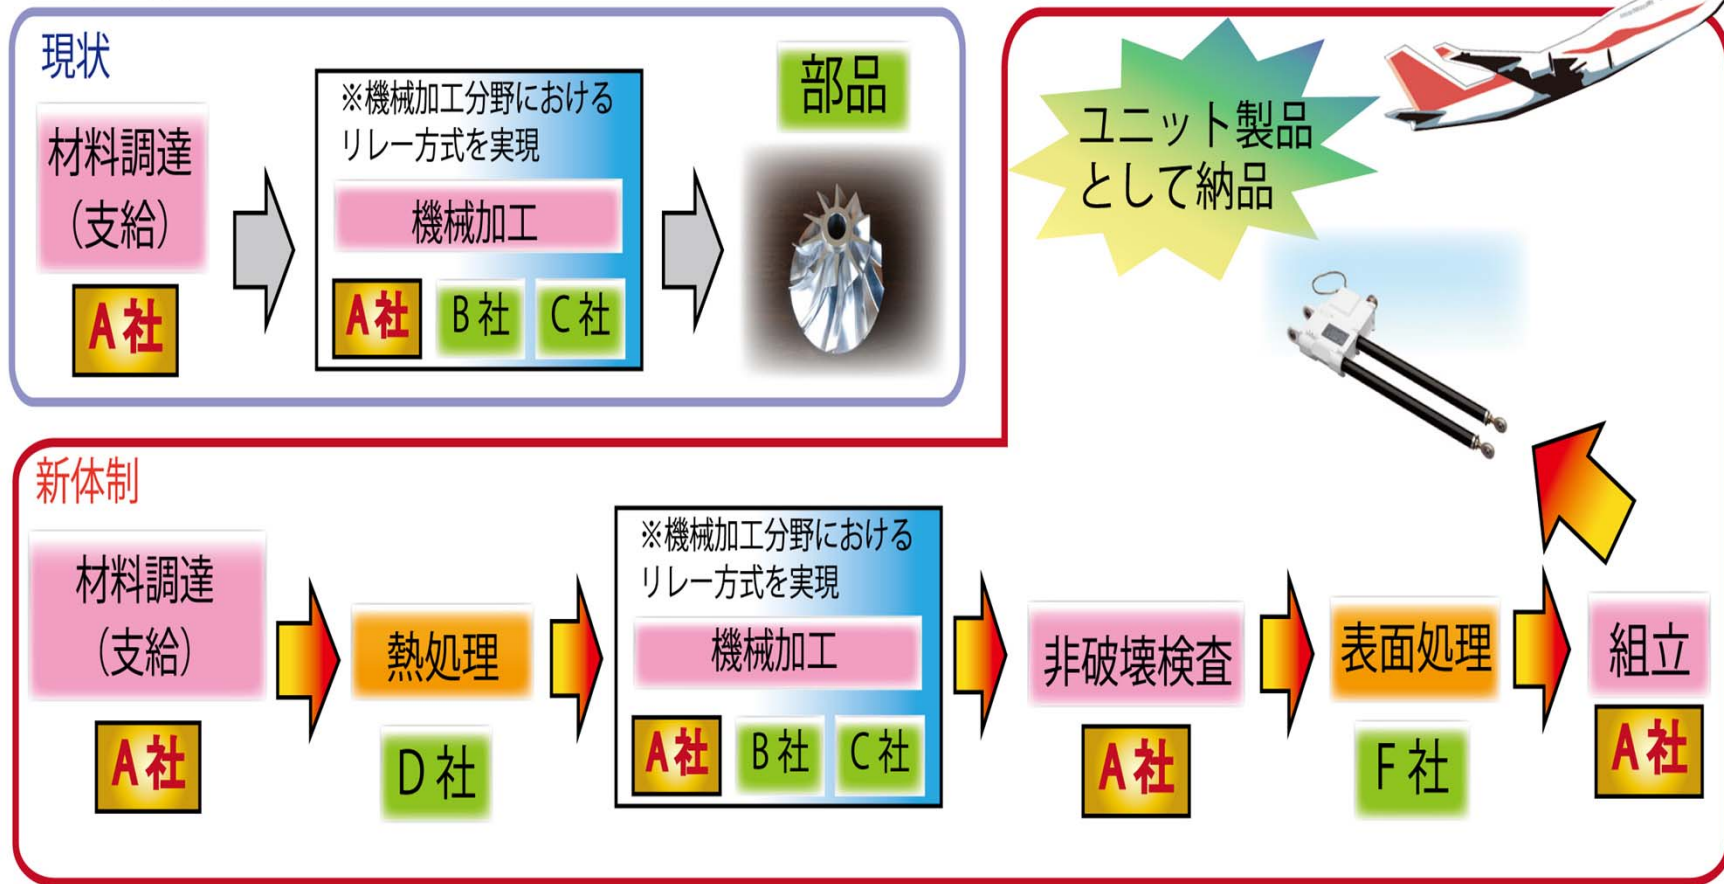 現状
材料調達
（支給）
A社
※機械加工分野における
リレー方式を実現
機械加工
A社
B社
C社
部品
ユニット製品
として納品
新体制
材料調達
（支給）
A社
熱処理
D社
※機械加工分野における
リレー方式を実現
機械加工
A社
B社
C社
非破壊検査
A社
表面処理
F社
組立
A社